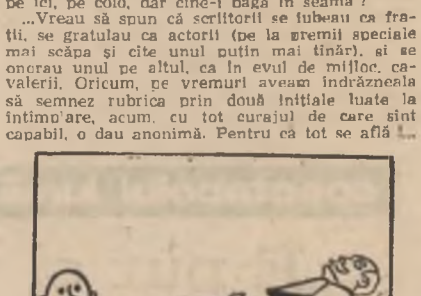 pe ici, pe colo, dar cine-i bagă în seamă ?
...Vreau să spun că scriitorii se iubeau ca fra-
ții, se gratulau ca actorii (pe la premii speciale
mai scăpa și cîte unul puțin mai tînăr), și se
onorau unul pe altul, ca în evul de mijloc, ca-
valerii. Oricum, pe vremuri aveam îndrăzneala
să semnez rubrica prin două inițiale luate la
întîmp'are, acum, cu tot curajul de care sînt
capabil, o dau anonimă. Pentru că tot se află !...